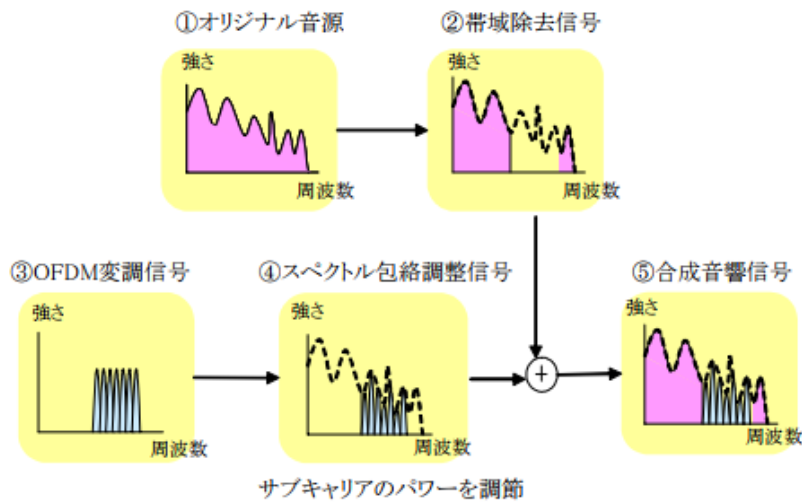 ①オリジナル音源
②帯域除去信号
強さ
周波数
強さ
周波数
③OFDM変調信号
④スペクトル包絡調整信号
⑤合成音響信号
強さ
周波数
強さ
周波数
+
強さ
周波数
サブキャリアのパワーを調節